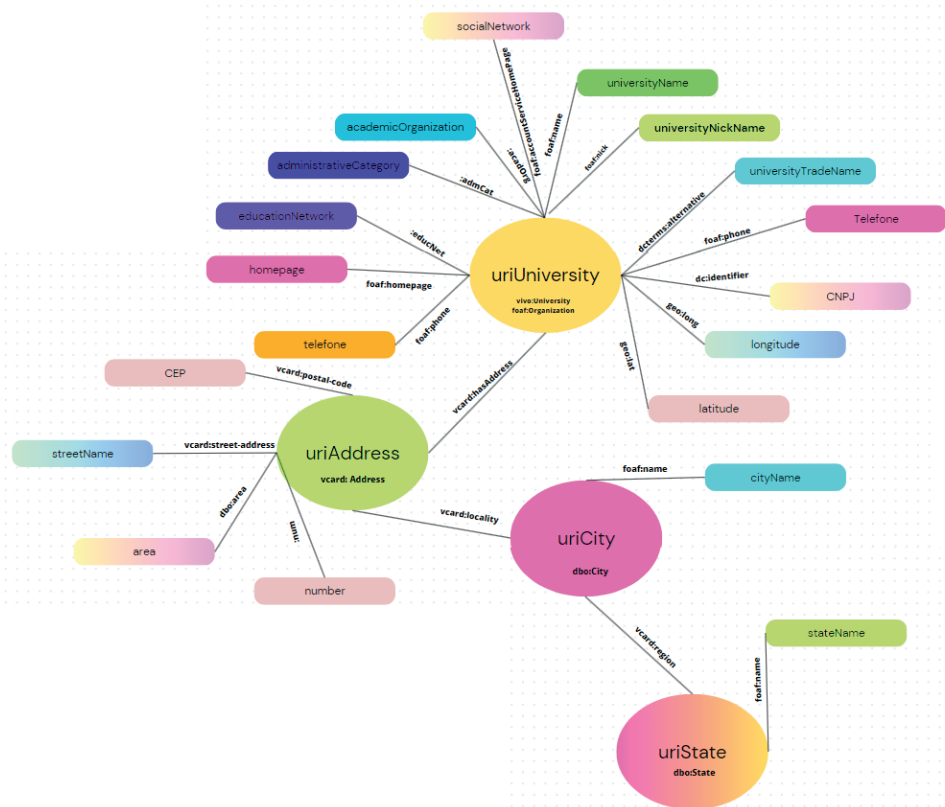 socialNetwork
foaf:accountServiceHomePage
universityName
foaf:name
academicOrganization
:acadOrg
universityNickName
foaf:nick
administrativeCategory
:admCat
universityTradeName
dcterms:alternative
educationNetwork
:educNet
Telefone
foaf:phone
homepage
foaf:homepage
uriUniversity
vivo:University
foaf:Organization
dc:identifier
CNPJ
telefone
foaf:phone
geo:long
longitude
geo:lat
latitude
CEP
vcard:postal-code
vcard:hasAddress
streetName
vcard:street-address
uriAddress
vcard: Address
dbo:area
area
:num
number
vcard:locality
foaf:name
cityName
uriCity
dbo:City
vcard:region
stateName
foaf:name
uriState
dbo:State